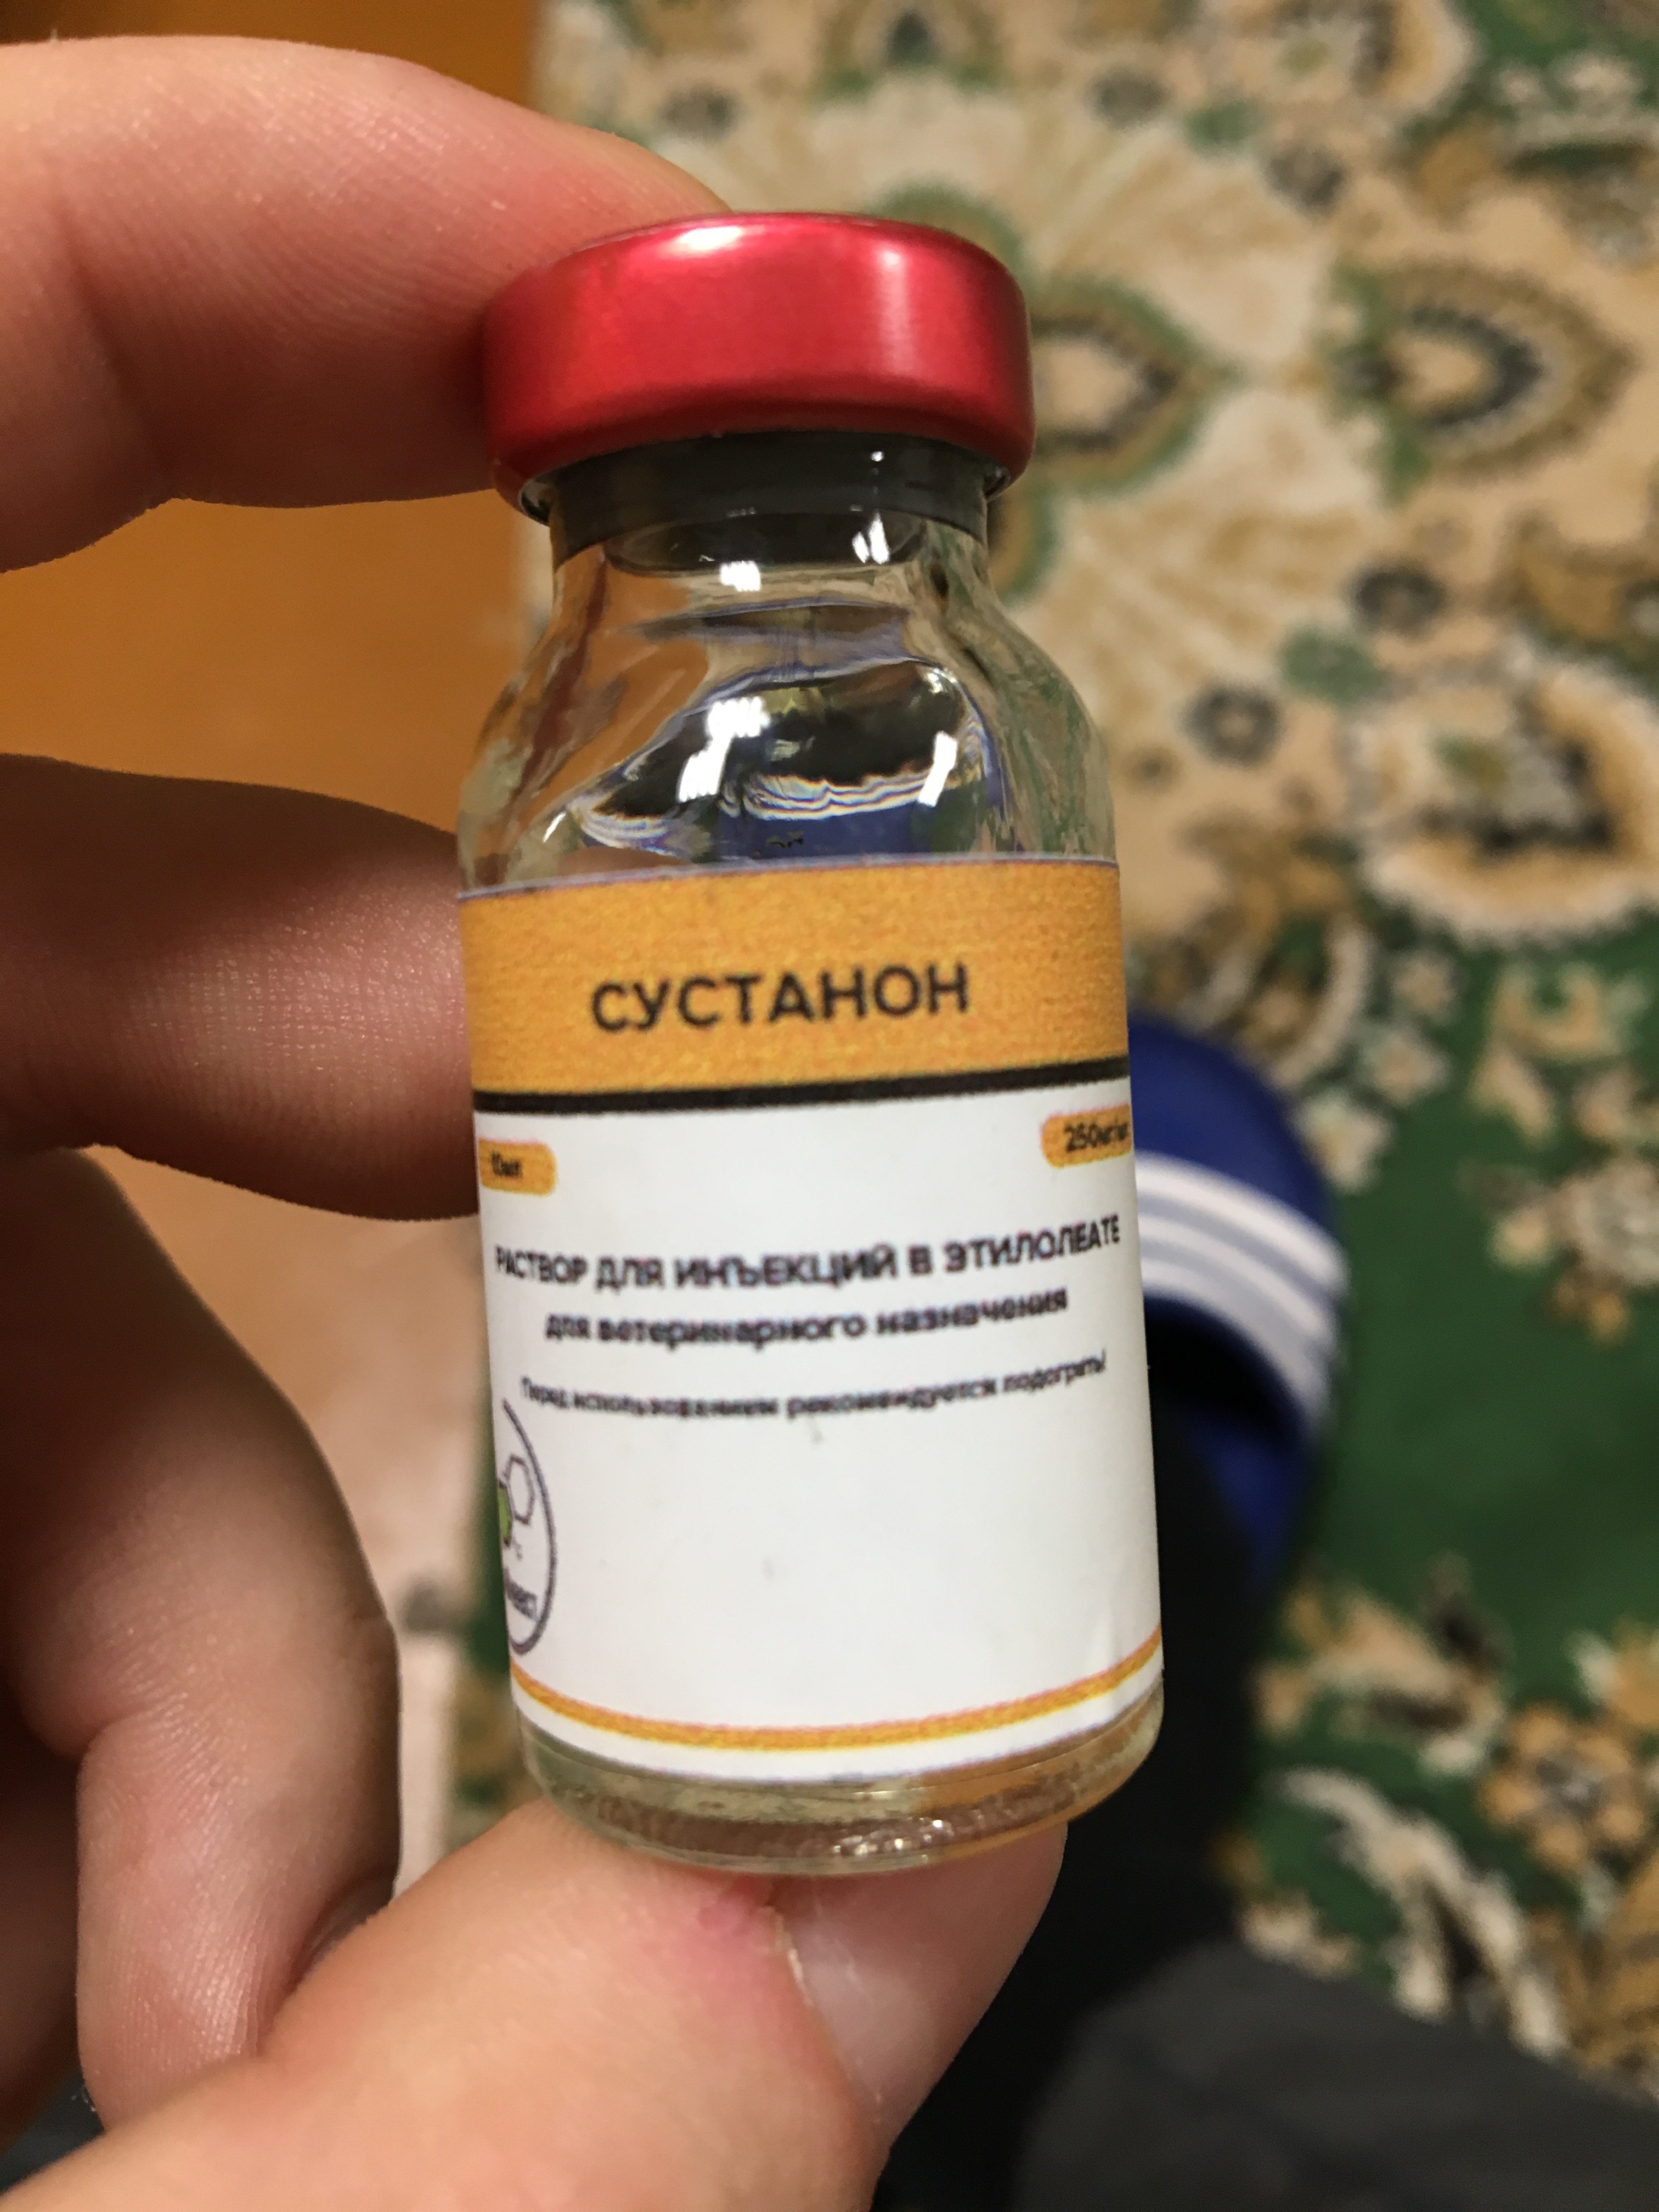 СУСТАНОН
10мл
250мг/мл
РАСТВОР ДЛЯ ИНЪЕКЦИЙ В ЭТИЛОЛЕАТЕ
для ветеринарного назначения
Перед использованием рекомендуется подогреть!